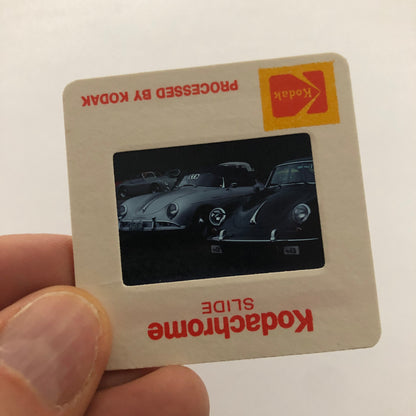 Kodachrome
SLIDE
Kodak
PROCESSED BY KODAK